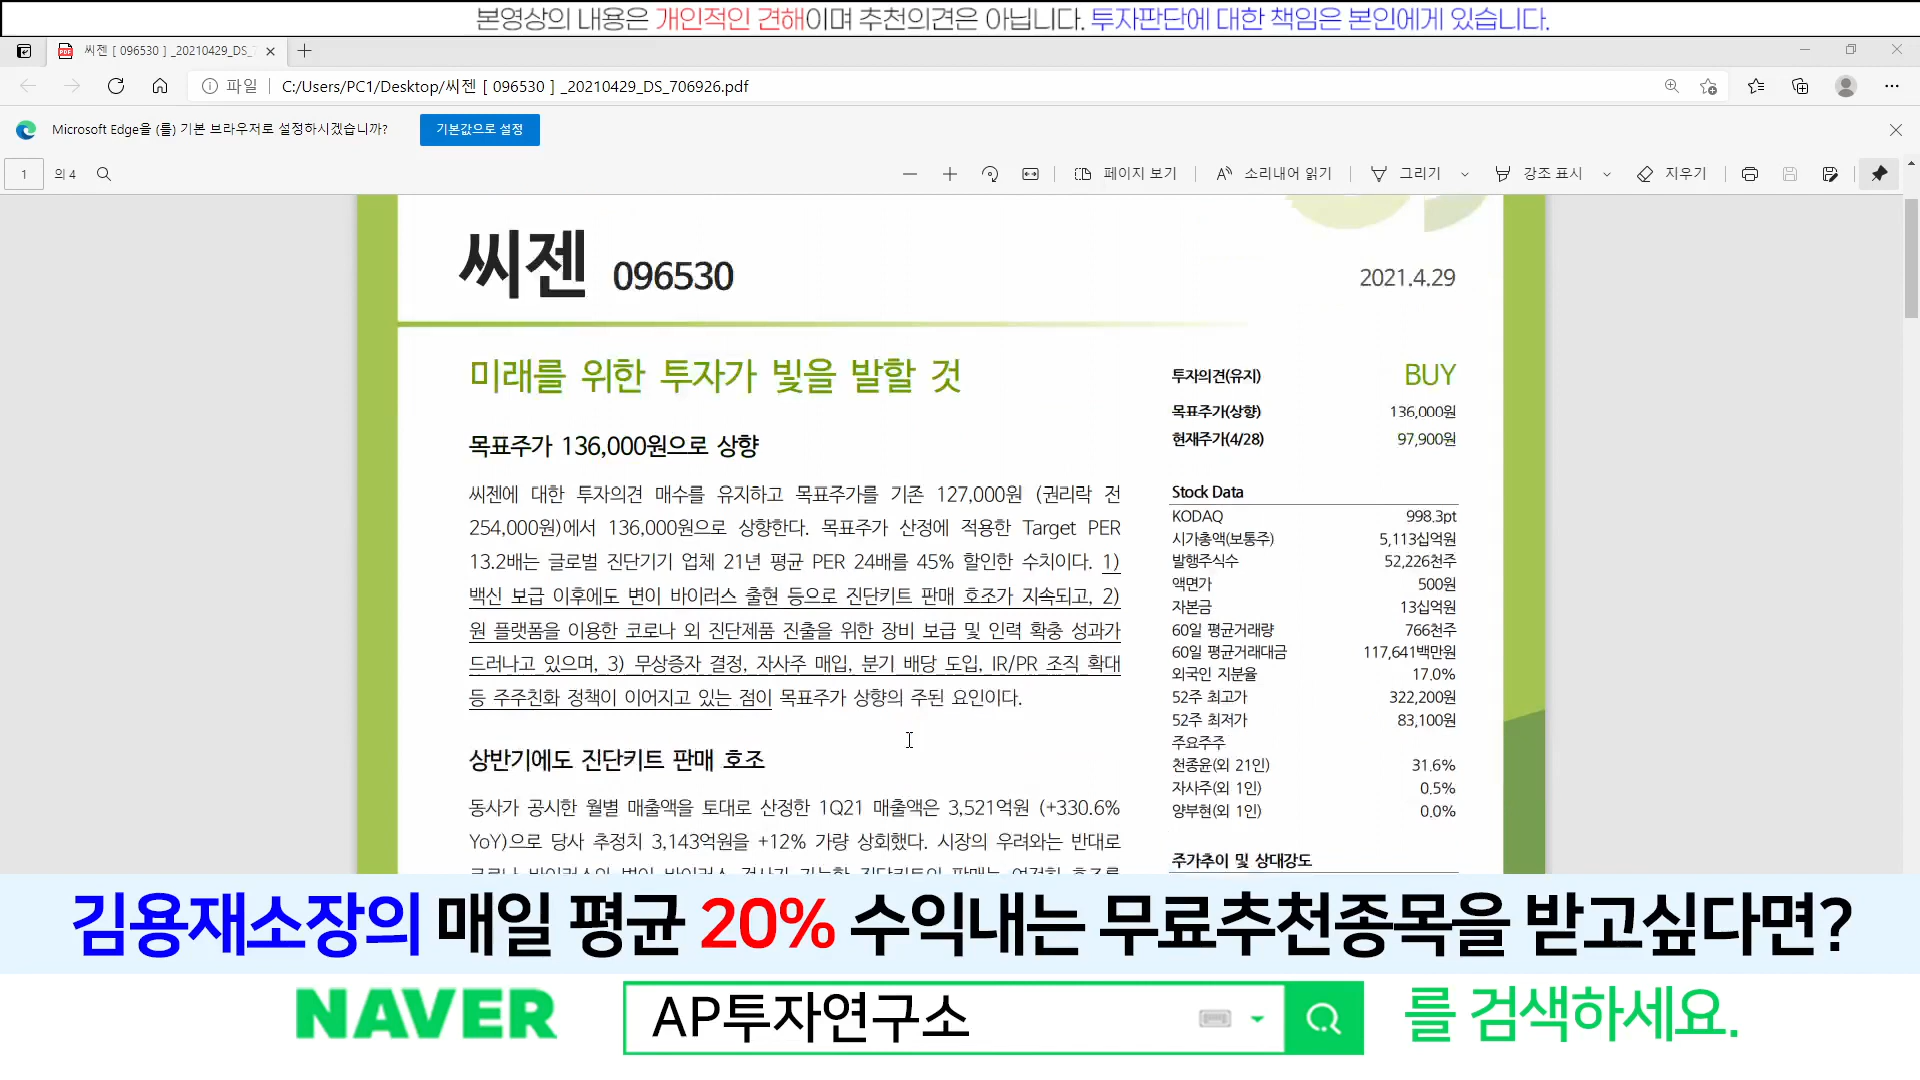 본영상의 내용은 개인적인 견해이며 추천의견은 아닙니다. 투자판단에 대한 책임은 본인에게 있습니다.
씨젠 [ 096530 ] _20210429_DS_
파일 C:/Users/PC1/Desktop/씨젠 [ 096530 ] _20210429_DS_706926.pdf
Microsoft Edge을 (를) 기본 브라우저로 설정하시겠습니까? 기본값으로 설정
1 의 4 페이지 보기 소리내어 읽기 그리기 강조 표시 지우기
씨젠 096530
2021.4.29
미래를 위한 투자가 빛을 발할 것
목표주가 136,000원으로 상향
씨젠에 대한 투자의견 매수를 유지하고 목표주가를 기존 127,000원 (권리락 전
254,000원)에서 136,000원으로 상향한다. 목표주가 산정에 적용한 Target PER
13.2배는 글로벌 진단기기 업체 21년 평균 PER 24배를 45% 할인한 수치이다. 1)
백신 보급 이후에도 변이 바이러스 출현 등으로 진단키트 판매 호조가 지속되고, 2)
원 플랫폼을 이용한 코로나 외 진단제품 진출을 위한 장비 보급 및 인력 확충 성과가
드러나고 있으며, 3) 무상증자 결정, 자사주 매입, 분기 배당 도입, IR/PR 조직 확대
등 주주친화 정책이 이어지고 있는 점이 목표주가 상향의 주된 요인이다.
상반기에도 진단키트 판매 호조
동사가 공시한 월별 매출액을 토대로 산정한 1Q21 매출액은 3,521억원 (+330.6%
YoY)으로 당사 추정치 3,143억원을 +12% 가량 상회했다. 시장의 우려와는 반대로
투자의견(유지) BUY
목표주가(상향) 136,000원
현재주가(4/28) 97,900원
Stock Data
KODAQ 998.3pt
시가총액(보통주) 5,113십억원
발행주식수 52,226천주
액면가 500원
자본금 13십억원
60일 평균거래량 766천주
60일 평균거래대금 117,641백만원
외국인 지분율 17.0%
52주 최고가 322,200원
52주 최저가 83,100원
주요주주
천종윤(외 21인) 31.6%
자사주(외 1인) 0.5%
양부현(외 1인) 0.0%
주가추이 및 상대강도
김용재소장의 매일 평균 20% 수익내는 무료추천종목을 받고싶다면?
NAVER AP투자연구소 를 검색하세요.